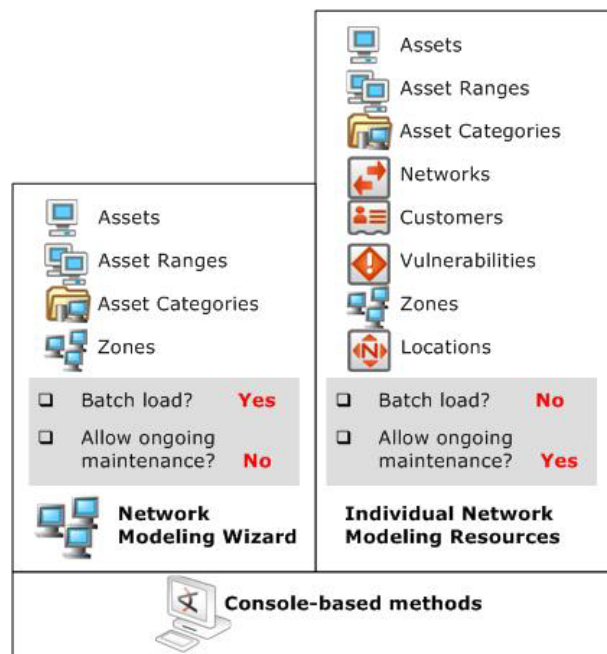 Assets
Asset Ranges
Asset Categories
Zones
Batch load? Yes
Allow ongoing
maintenance? No
Network
Modeling Wizard
Assets
Asset Ranges
Asset Categories
Networks
Customers
Vulnerabilities
Zones
N
Locations
Batch load? No
Allow ongoing
maintenance? Yes
Individual Network
Modeling Resources
Console-based methods